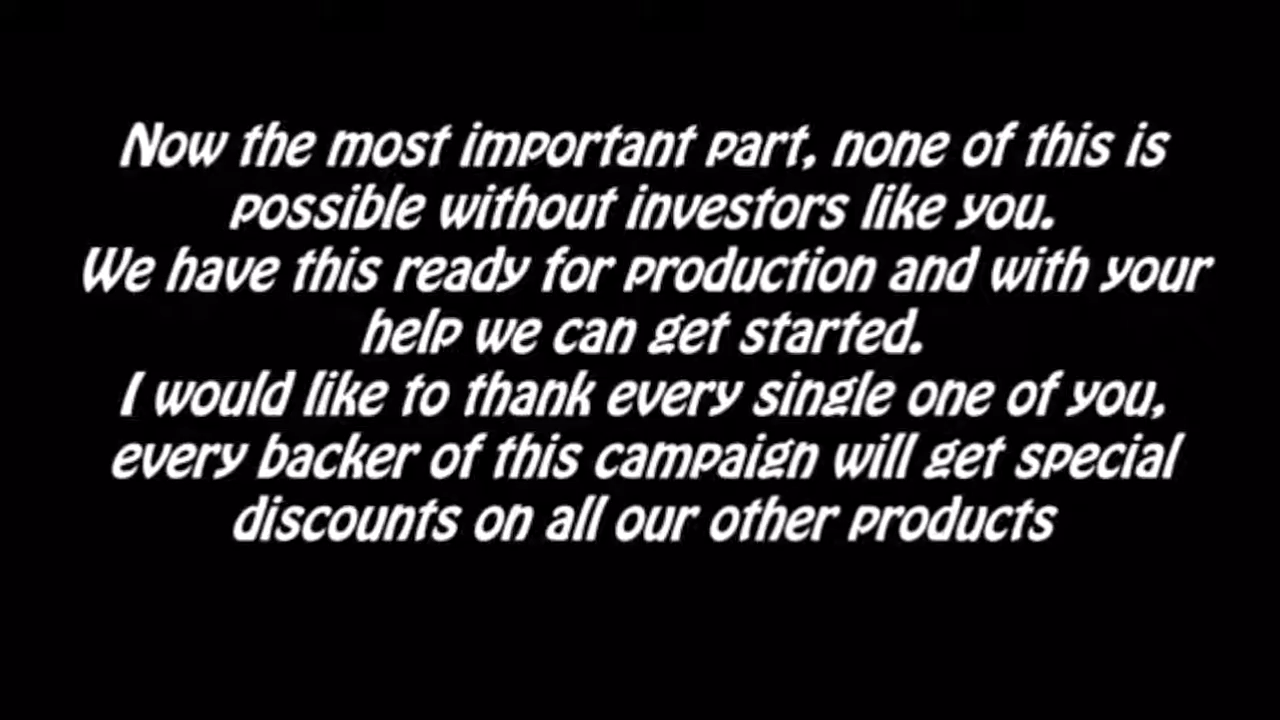 Now the most important part, none of this is
possible without investors like you.
We have this ready for production and with your
help we can get started.
I would like to thank every single one of you,
every backer of this campaign will get special
discounts on all our other products